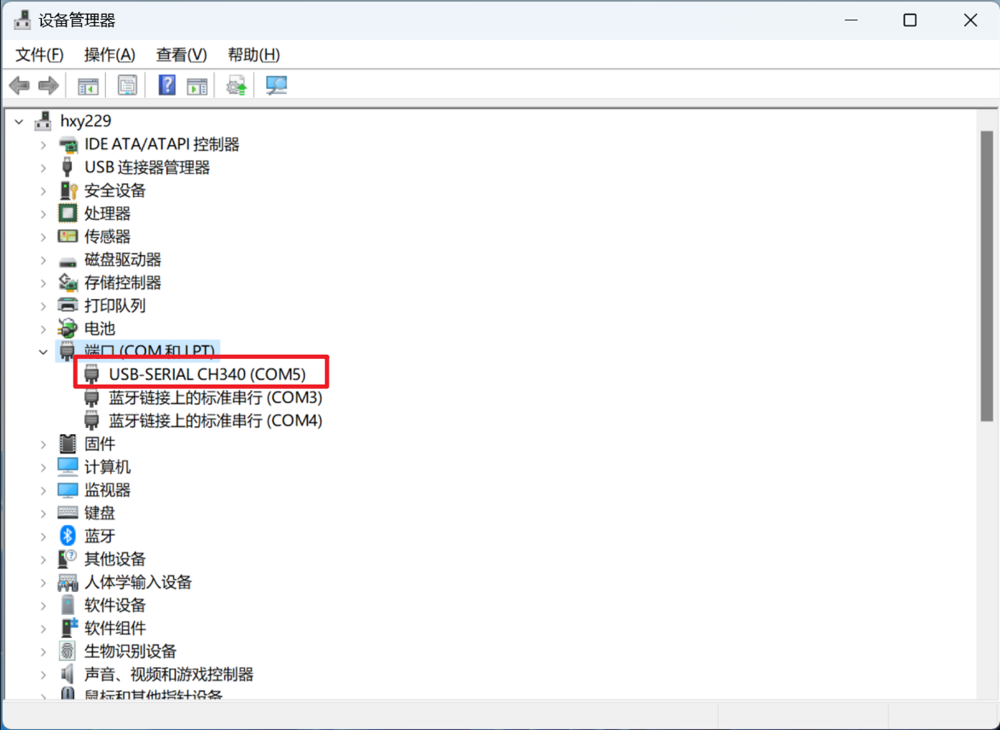 设备管理器
文件(F) 操作(A) 查看(V) 帮助(H)
hxy229
IDE ATA/ATAPI 控制器
USB 连接器管理器
安全设备
处理器
传感器
磁盘驱动器
存储控制器
打印队列
电池
端口 (COM 和 LPT)
USB-SERIAL CH340 (COM5)
蓝牙链接上的标准串行 (COM3)
蓝牙链接上的标准串行 (COM4)
固件
计算机
监视器
键盘
蓝牙
其他设备
人体学输入设备
软件设备
软件组件
生物识别设备
声音、视频和游戏控制器
鼠标和其他指针设备